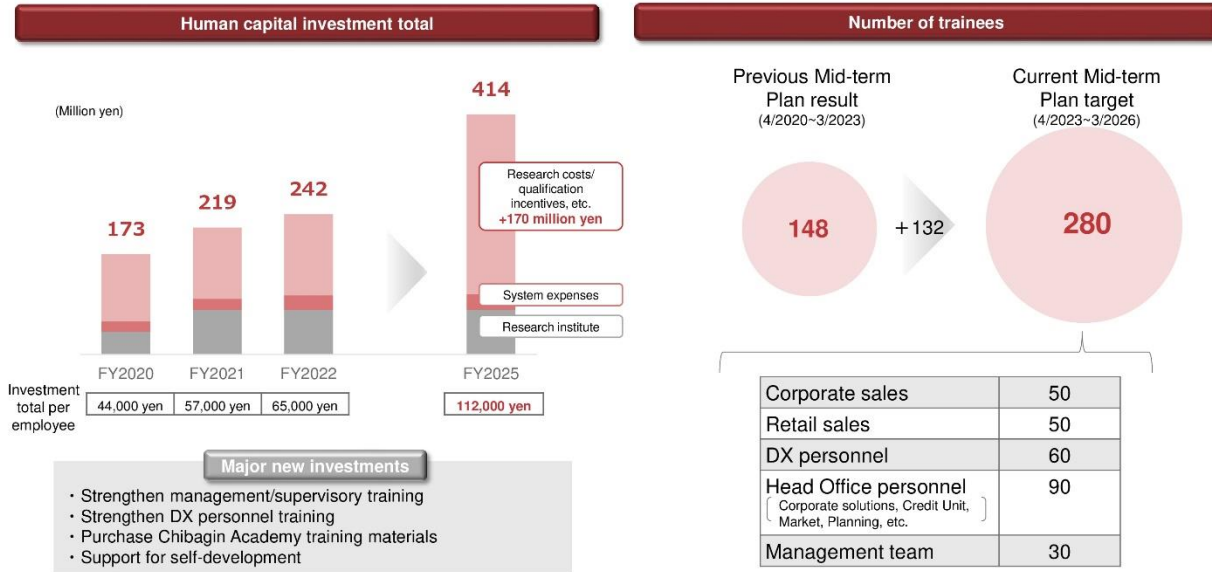 Human capital investment total
(Million yen)
173
219
242
414
Research costs/
qualification
incentives, etc.
+170 million yen
System expenses
Research institute
FY2020
FY2021
FY2022
FY2025
Investment
total per
employee
44,000 yen
57,000 yen
65,000 yen
112,000 yen
Major new investments
・Strengthen management/supervisory training
・Strengthen DX personnel training
・Purchase Chibagin Academy training materials
・Support for self-development
Number of trainees
Previous Mid-term
Plan result
(4/2020~3/2023)
Current Mid-term
Plan target
(4/2023~3/2026)
148
+132
280
Corporate sales 50
Retail sales 50
DX personnel 60
Head Office personnel 90
Corporate solutions, Credit Unit,
Market, Planning, etc.
Management team 30